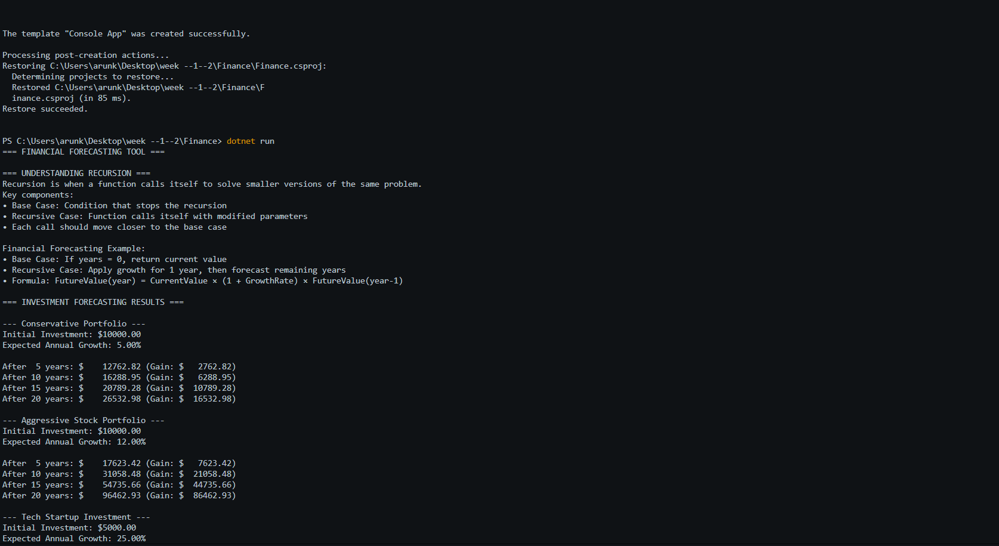 The template "Console App" was created successfully.
Processing post-creation actions...
Restoring C:\Users\arunk\Desktop\week --1--2\Finance\Finance.csproj:
  Determining projects to restore...
  Restored C:\Users\arunk\Desktop\week --1--2\Finance\F
  inance.csproj (in 85 ms).
Restore succeeded.
PS C:\Users\arunk\Desktop\week --1--2\Finance> dotnet run
=== FINANCIAL FORECASTING TOOL ===
=== UNDERSTANDING RECURSION ===
Recursion is when a function calls itself to solve smaller versions of the same problem.
Key components:
• Base Case: Condition that stops the recursion
• Recursive Case: Function calls itself with modified parameters
• Each call should move closer to the base case
Financial Forecasting Example:
• Base Case: If years = 0, return current value
• Recursive Case: Apply growth for 1 year, then forecast remaining years
• Formula: FutureValue(year) = CurrentValue × (1 + GrowthRate) × FutureValue(year-1)
=== INVESTMENT FORECASTING RESULTS ===
--- Conservative Portfolio ---
Initial Investment: $10000.00
Expected Annual Growth: 5.00%
After  5 years: $    12762.82 (Gain: $   2762.82)
After 10 years: $    16288.95 (Gain: $   6288.95)
After 15 years: $    20789.28 (Gain: $  10789.28)
After 20 years: $    26532.98 (Gain: $  16532.98)
--- Aggressive Stock Portfolio ---
Initial Investment: $10000.00
Expected Annual Growth: 12.00%
After  5 years: $    17623.42 (Gain: $   7623.42)
After 10 years: $    31058.48 (Gain: $  21058.48)
After 15 years: $    54735.66 (Gain: $  44735.66)
After 20 years: $    96462.93 (Gain: $  86462.93)
--- Tech Startup Investment ---
Initial Investment: $5000.00
Expected Annual Growth: 25.00%